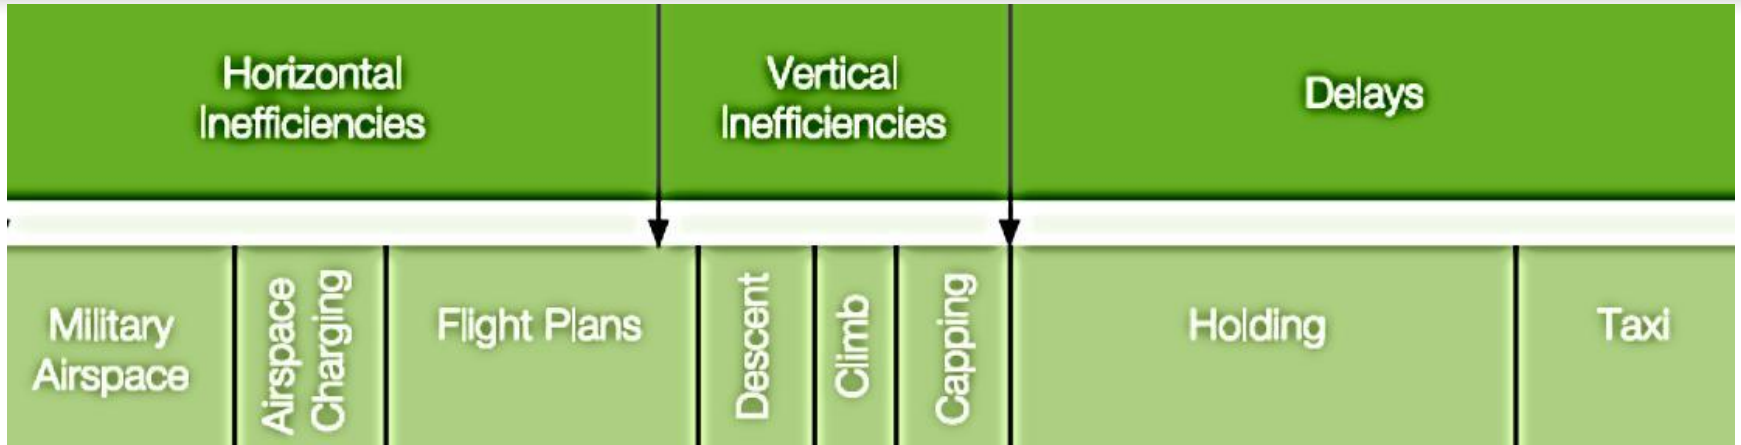 Horizontal
Inefficiencies
Vertical
Inefficiencies
Delays
Military
Airspace
Airspace
Charging
Flight Plans
Descent
Climb
Capping
Holding
Taxi